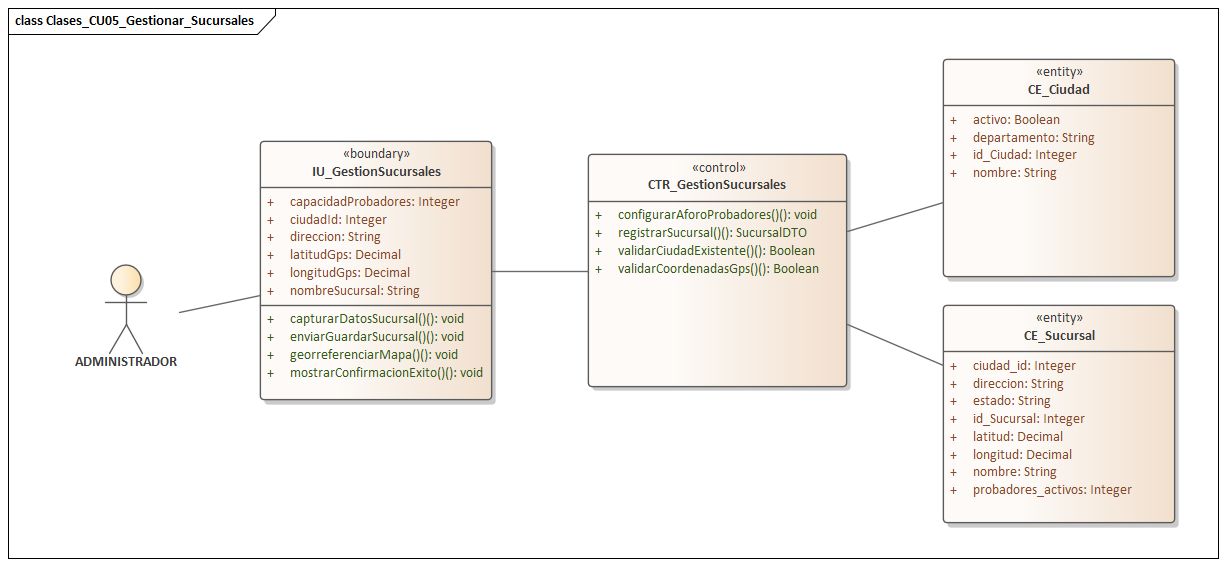 class Clases_CU05_Gestionar_Sucursales
ADMINISTRADOR
«boundary»
IU_GestionSucursales
+ capacidadProbadores: Integer
+ ciudadId: Integer
+ direccion: String
+ latitudGps: Decimal
+ longitudGps: Decimal
+ nombreSucursal: String
+ capturarDatosSucursal()(): void
+ enviarGuardarSucursal()(): void
+ georreferenciarMapa()(): void
+ mostrarConfirmacionExito()(): void
«control»
CTR_GestionSucursales
+ configurarAforoProbadores()(): void
+ registrarSucursal()(): SucursalDTO
+ validarCiudadExistente()(): Boolean
+ validarCoordenadasGps()(): Boolean
«entity»
CE_Ciudad
+ activo: Boolean
+ departamento: String
+ id_Ciudad: Integer
+ nombre: String
«entity»
CE_Sucursal
+ ciudad_id: Integer
+ direccion: String
+ estado: String
+ id_Sucursal: Integer
+ latitud: Decimal
+ longitud: Decimal
+ nombre: String
+ probadores_activos: Integer